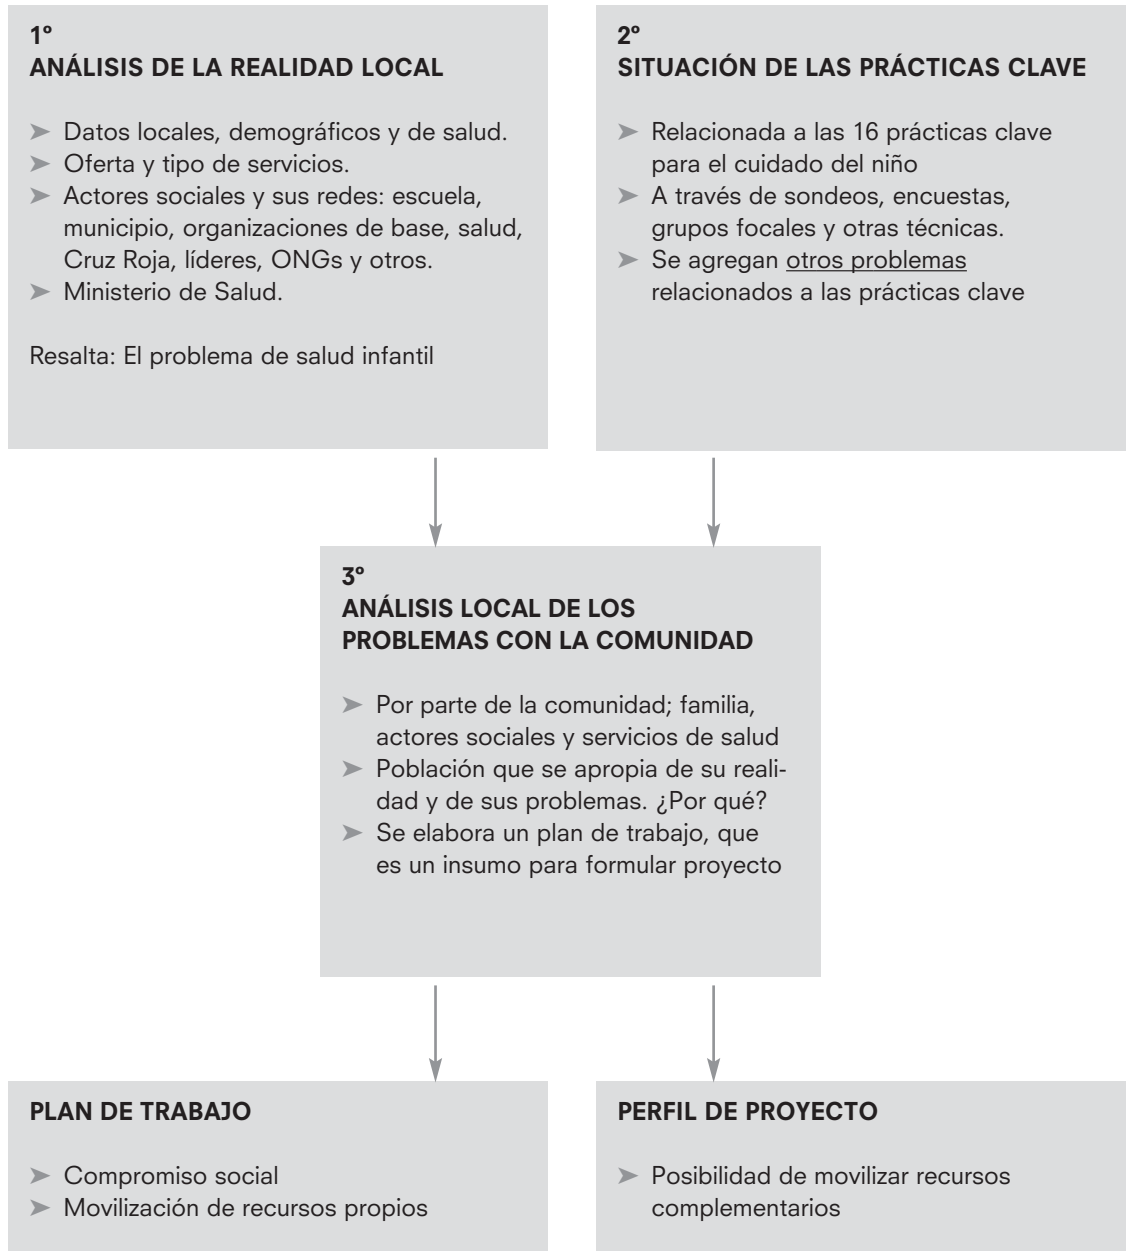 1º
ANÁLISIS DE LA REALIDAD LOCAL
➤ Datos locales, demográficos y de salud.
➤ Oferta y tipo de servicios.
➤ Actores sociales y sus redes: escuela,
municipio, organizaciones de base, salud,
Cruz Roja, líderes, ONGs y otros.
➤ Ministerio de Salud.
Resalta: El problema de salud infantil
2º
SITUACIÓN DE LAS PRÁCTICAS CLAVE
➤ Relacionada a las 16 prácticas clave
para el cuidado del niño
➤ A través de sondeos, encuestas,
grupos focales y otras técnicas.
➤ Se agregan otros problemas
relacionados a las prácticas clave
3º
ANÁLISIS LOCAL DE LOS
PROBLEMAS CON LA COMUNIDAD
➤ Por parte de la comunidad; familia,
actores sociales y servicios de salud
➤ Población que se apropia de su reali-
dad y de sus problemas. ¿Por qué?
➤ Se elabora un plan de trabajo, que
es un insumo para formular proyecto
PLAN DE TRABAJO
➤ Compromiso social
➤ Movilización de recursos propios
PERFIL DE PROYECTO
➤ Posibilidad de movilizar recursos
complementarios